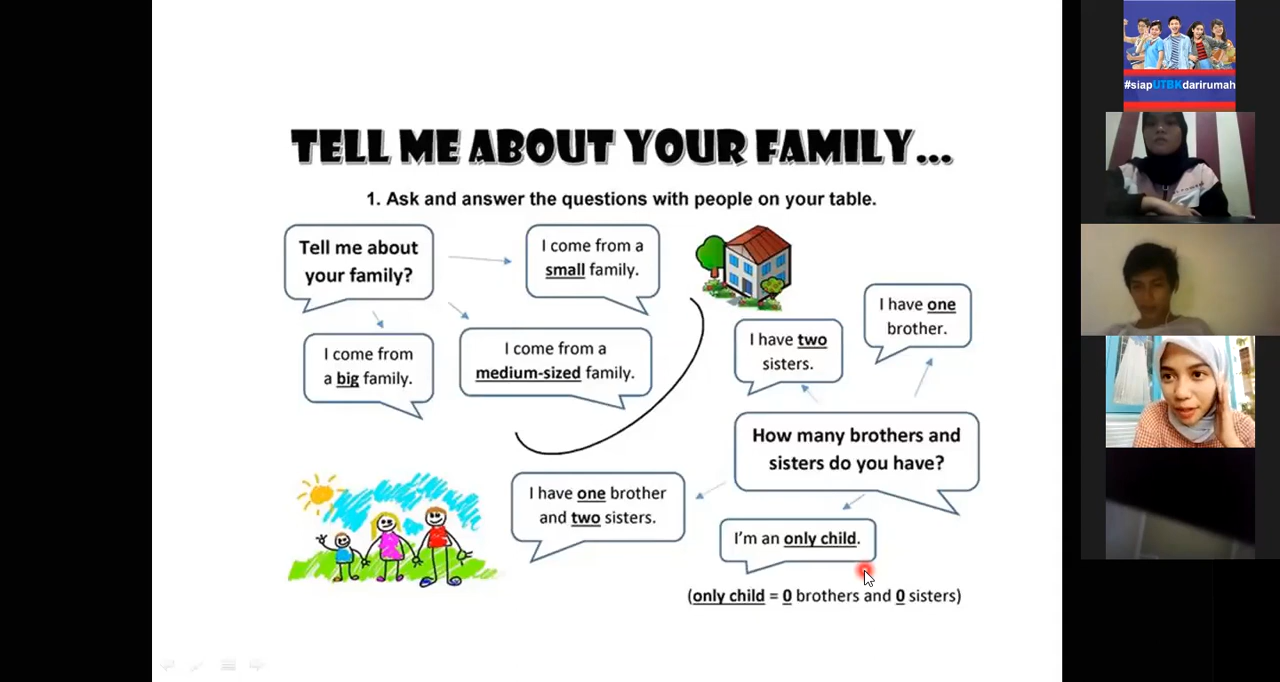 TELL ME ABOUT YOUR FAMILY...
1. Ask and answer the questions with people on your table.
Tell me about
your family?
I come from a
small family.
I come from
a big family.
I come from a
medium-sized family.
I have two
sisters.
I have one
brother.
How many brothers and
sisters do you have?
I have one brother
and two sisters.
I'm an only child.
(only child = 0 brothers and 0 sisters)
#siapUTBKdarirumah